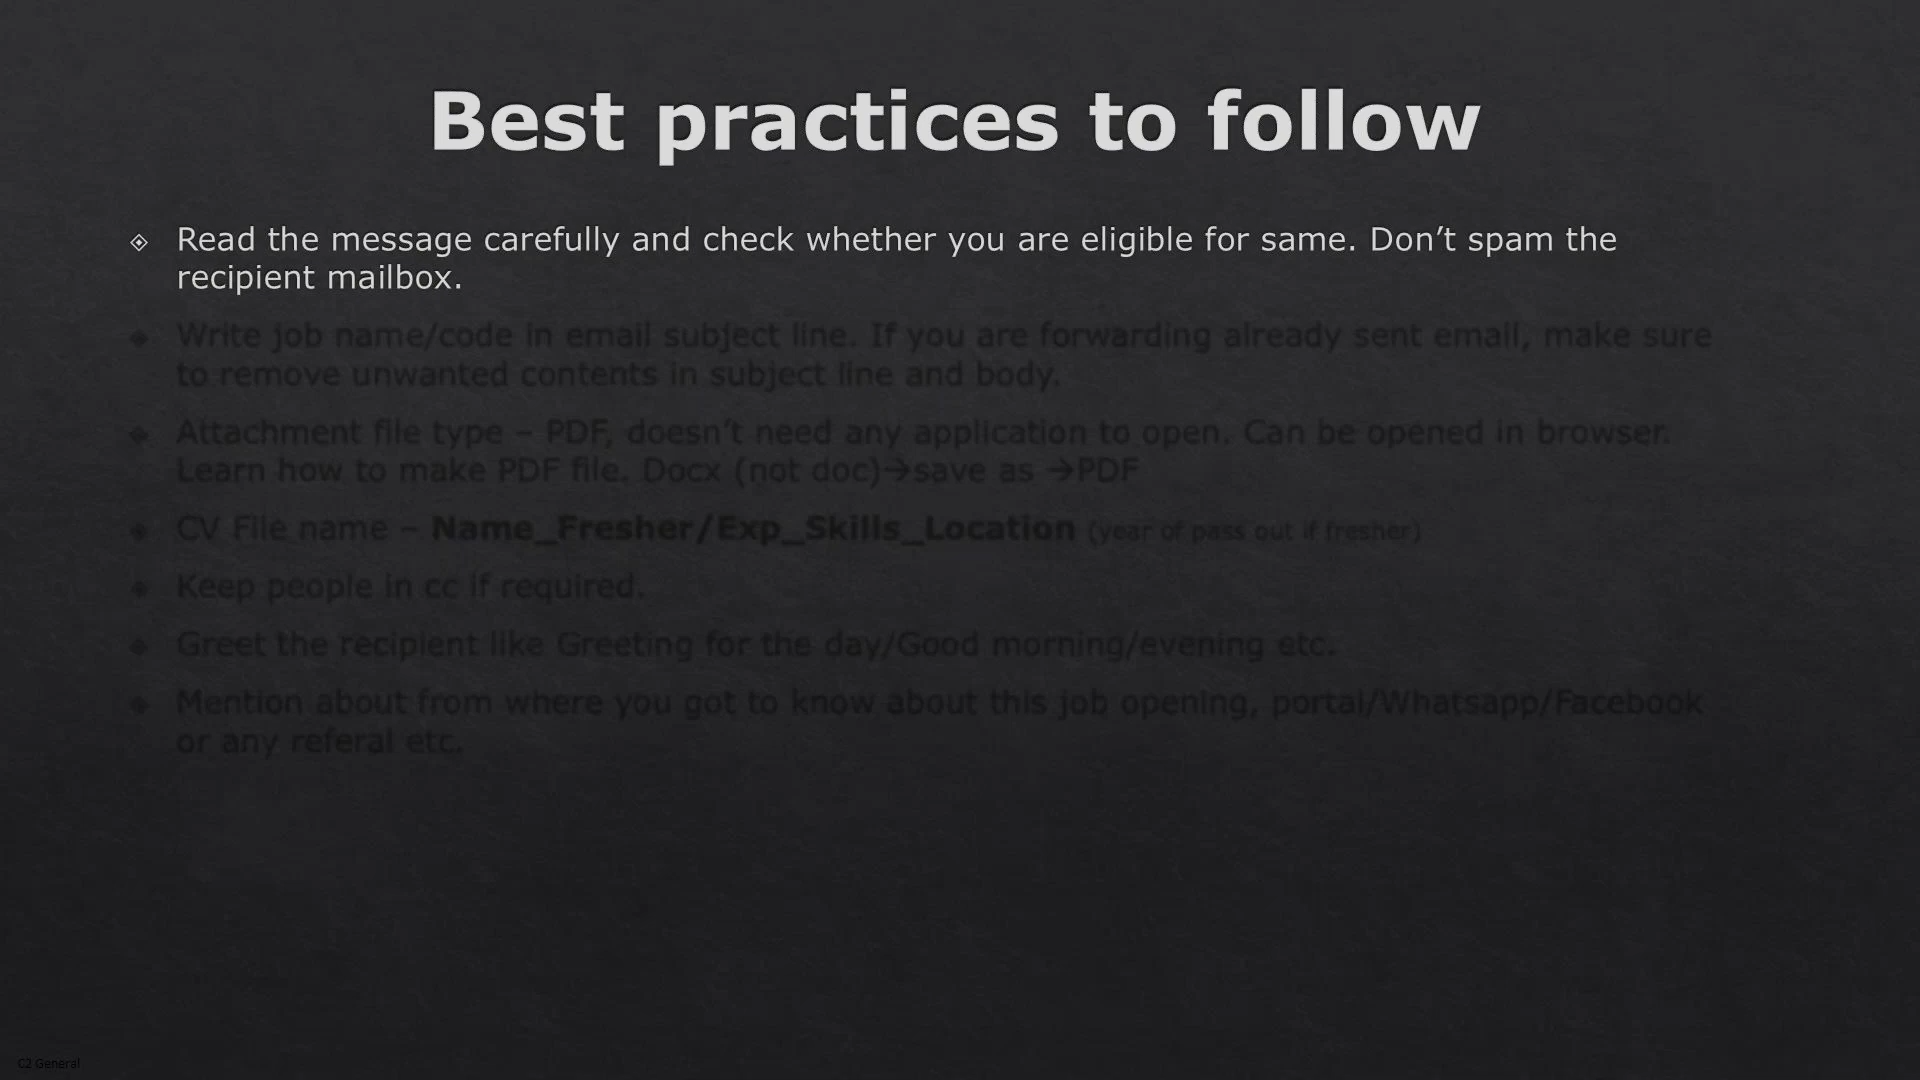 Best practices to follow
Read the message carefully and check whether you are eligible for same. Don’t spam the
recipient mailbox.
Write job name/code in email subject line. If you are forwarding already sent email, make sure
to remove unwanted contents in subject line and body.
Attachment file type – PDF, doesn’t need any application to open. Can be opened in browser.
Learn how to make PDF file. Docx (not doc)→save as →PDF
CV File name – Name_Fresher/Exp_Skills_Location (year of pass out if fresher)
Keep people in cc if required.
Greet the recipient like Greeting for the day/Good morning/evening etc.
Mention about from where you got to know about this job opening, portal/Whatsapp/Facebook
or any referal etc.
C2 General